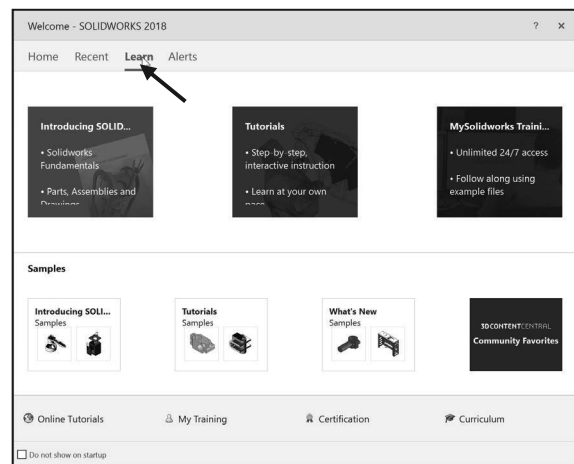 Welcome - SOLIDWORKS 2018
? ×
Home Recent Learn Alerts
Introducing SOLID...
• Solidworks
Fundamentals
• Parts, Assemblies and
Drawings
Tutorials
• Step-by-step,
interactive instruction
• Learn at your own
pace
MySolidworks Traini...
• Unlimited 24/7 access
• Follow along using
example files
Samples
Introducing SOLI...
Samples
Tutorials
Samples
What's New
Samples
3DCONTENTCENTRAL
Community Favorites
Online Tutorials
My Training
Certification
Curriculum
Do not show on startup